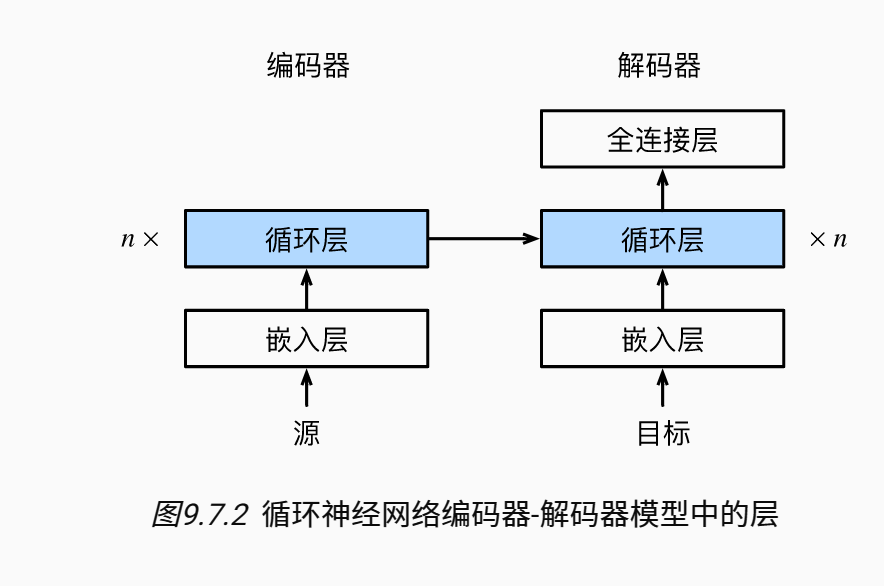 编码器 解码器
全连接层
n × 循环层 循环层 × n
嵌入层 嵌入层
源 目标
图9.7.2 循环神经网络编码器-解码器模型中的层